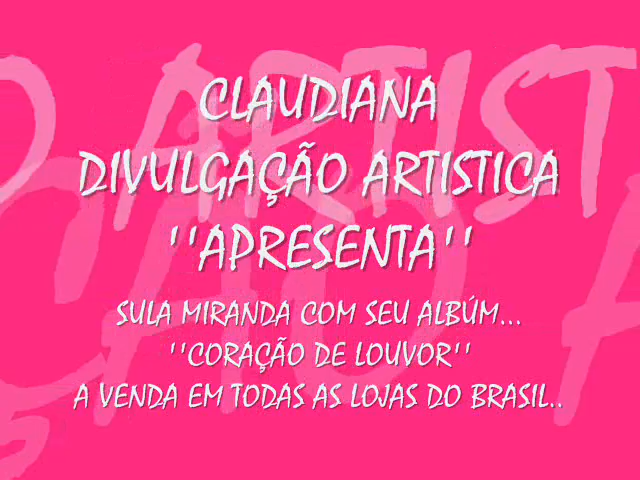 CLAUDIANA
DIVULGAÇÃO ARTISTICA
''APRESENTA''
SULA MIRANDA COM SEU ALBÚM...
''CORAÇÃO DE LOUVOR''
A VENDA EM TODAS AS LOJAS DO BRASIL..